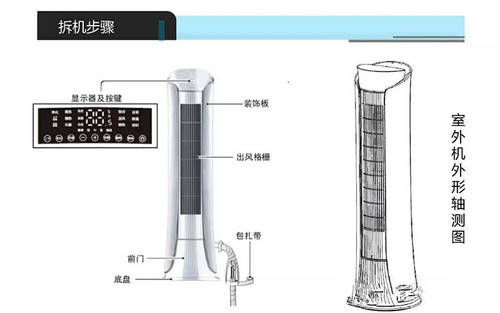 拆机步骤
显示器及按键
装饰板
出风格栅
包扎带
前门
底盘
室外机外形轴测图